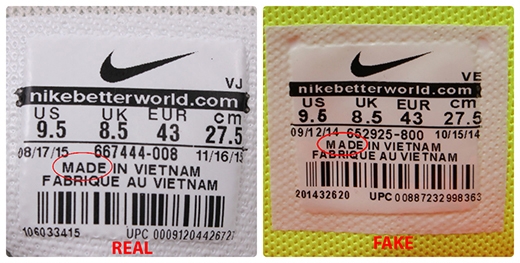 VJ
nikebetterworld.com
US UK EUR cm
9.5 8.5 43 27.5
08/17/15 667444-008 11/16/15
MADE IN VIETNAM
FABRIQUE AU VIETNAM
106033415 UPC 00091204426727
REAL
VE
nikebetterworld.com
US UK EUR cm
9.5 8.5 43 27.5
09/12/14 652925-800 10/15/14
MADE IN VIETNAM
FABRIQUE AU VIETNAM
201432620 UPC 00887232998363
FAKE